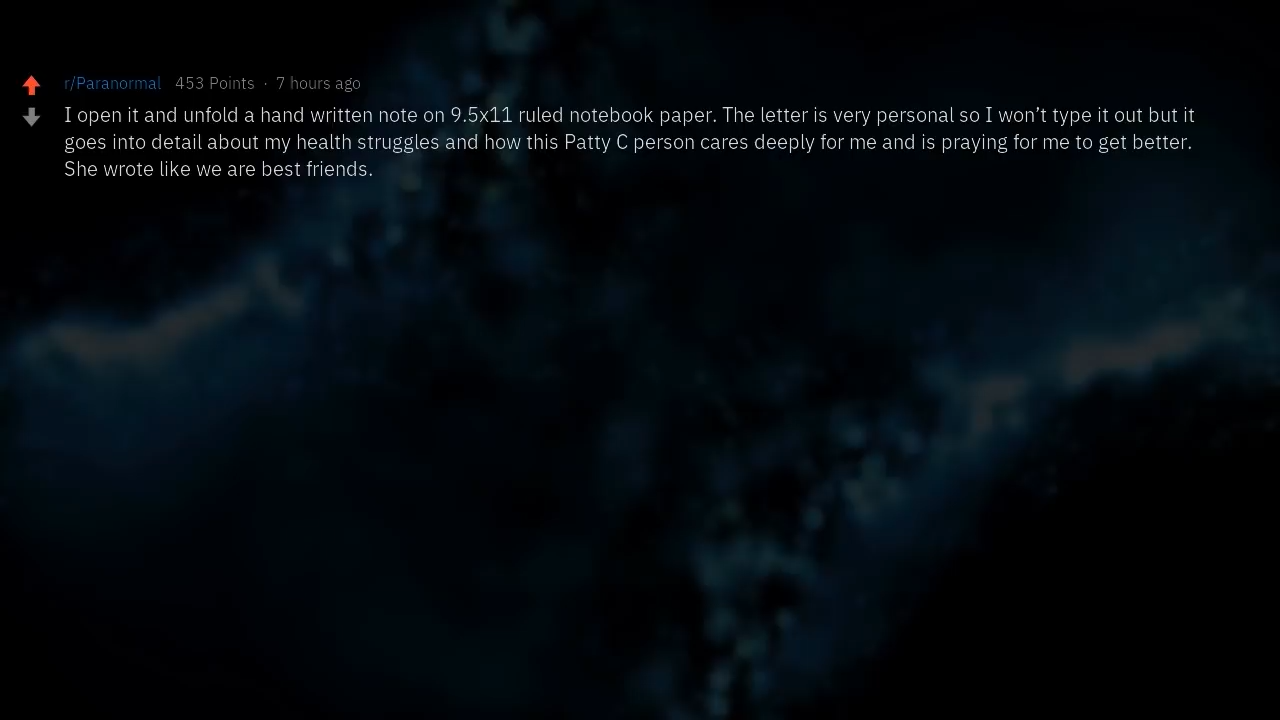 r/Paranormal 453 Points · 7 hours ago
I open it and unfold a hand written note on 9.5x11 ruled notebook paper. The letter is very personal so I won’t type it out but it
goes into detail about my health struggles and how this Patty C person cares deeply for me and is praying for me to get better.
She wrote like we are best friends.